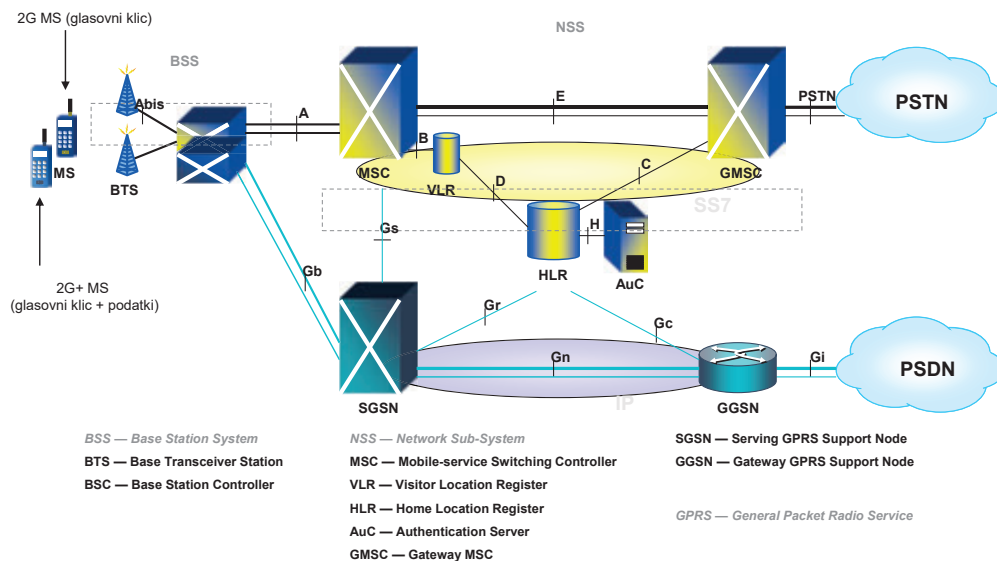 2G MS (glasovni klic)
NSS
BSS
Abis
A
E
PSTN
PSTN
B
MS
BTS
MSC
VLR
D
C
GMSC
SS7
Gs
H
HLR
AuC
2G+ MS
(glasovni klic + podatki)
Gb
Gr
Gc
Gn
Gi
PSDN
SGSN
IP
GGSN
BSS — Base Station System
BTS — Base Transceiver Station
BSC — Base Station Controller
NSS — Network Sub-System
MSC — Mobile-service Switching Controller
VLR — Visitor Location Register
HLR — Home Location Register
AuC — Authentication Server
GMSC — Gateway MSC
SGSN — Serving GPRS Support Node
GGSN — Gateway GPRS Support Node
GPRS — General Packet Radio Service